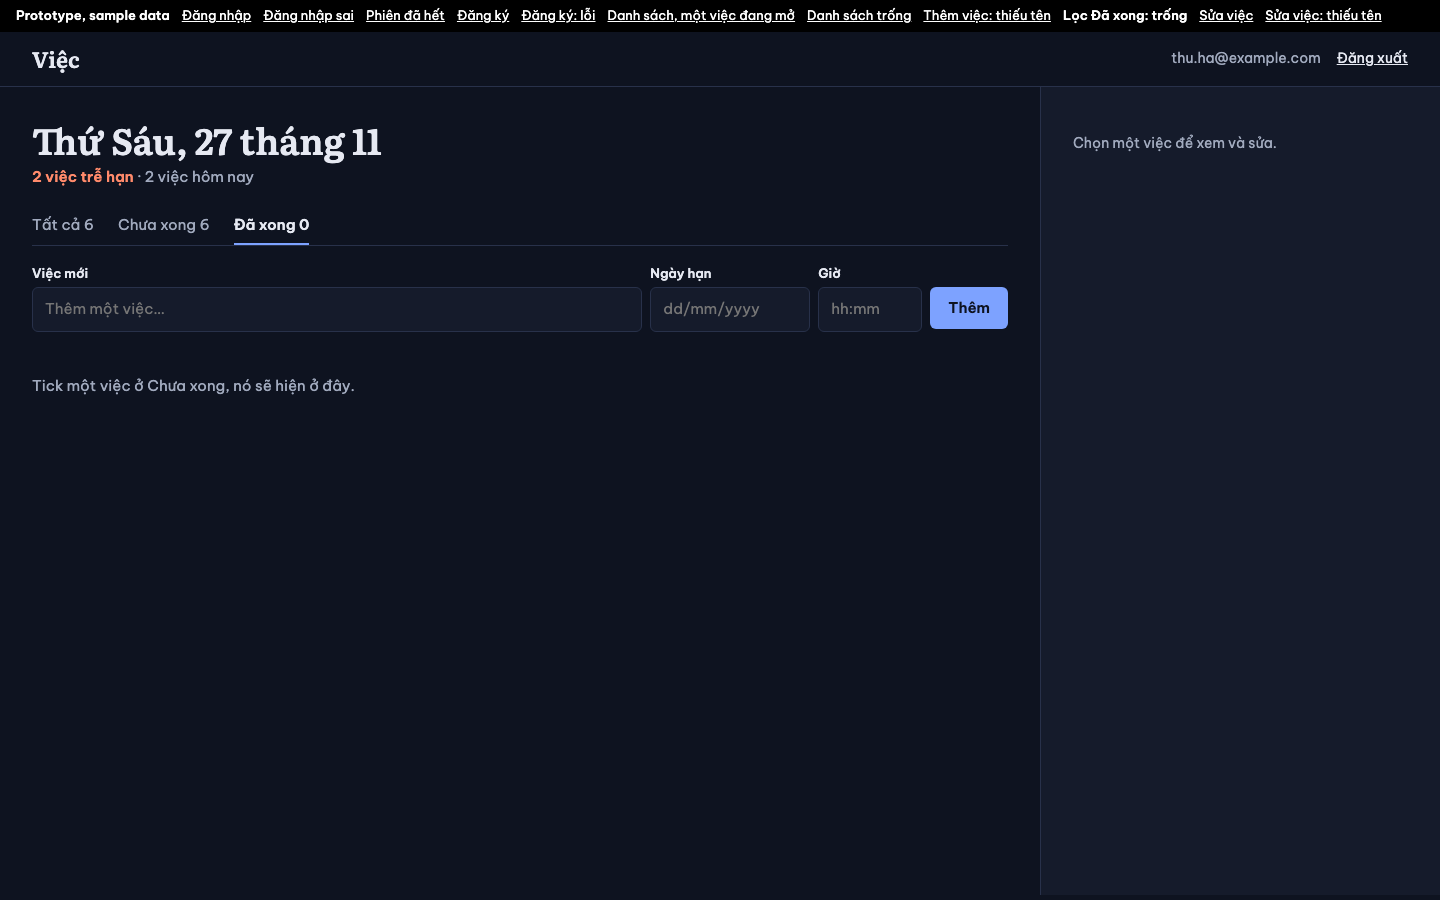 Prototype, sample data Đăng nhập Đăng nhập sai Phiên đã hết Đăng ký Đăng ký: lỗi Danh sách, một việc đang mở Danh sách trống Thêm việc: thiếu tên Lọc Đã xong: trống Sửa việc Sửa việc: thiếu tên
Việc thu.ha@example.com Đăng xuất
Thứ Sáu, 27 tháng 11
2 việc trễ hạn · 2 việc hôm nay
Tất cả 6 Chưa xong 6 Đã xong 0
Việc mới Ngày hạn Giờ
Thêm một việc... dd/mm/yyyy hh:mm Thêm
Tick một việc ở Chưa xong, nó sẽ hiện ở đây.
Chọn một việc để xem và sửa.